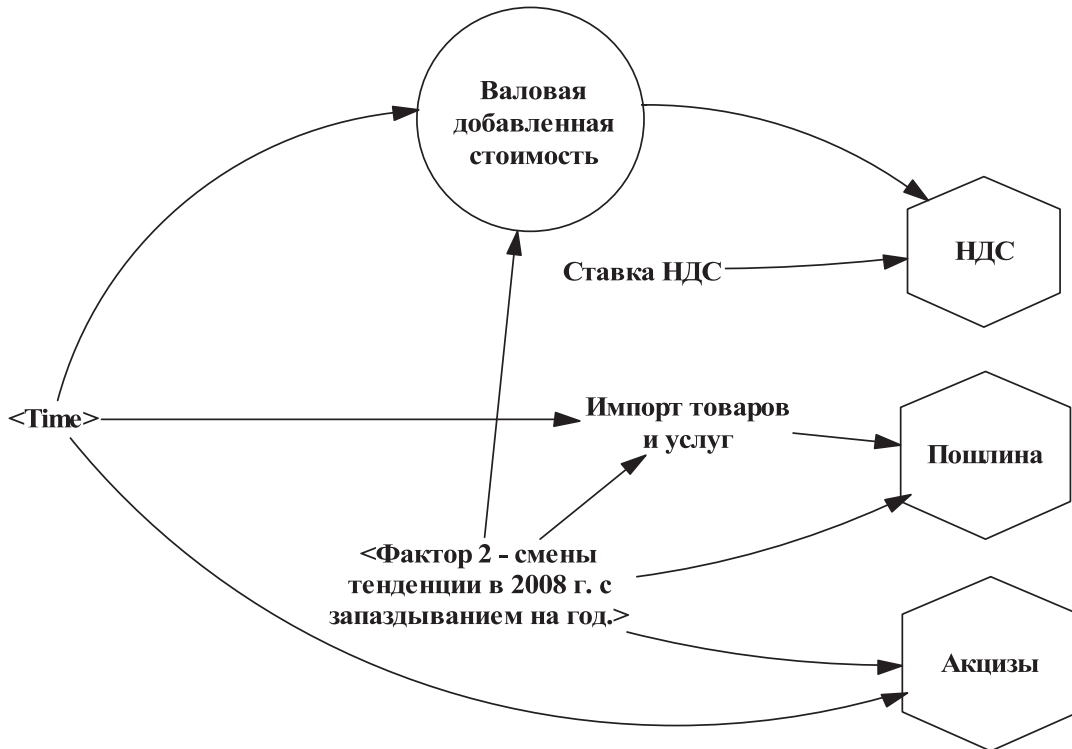 Валовая
добавленная
стоимость
НДС
Ставка НДС
<Time>
Импорт товаров
и услуг
Пошлина
<Фактор 2 - смены
тенденции в 2008 г. с
запаздыванием на год.>
Акцизы